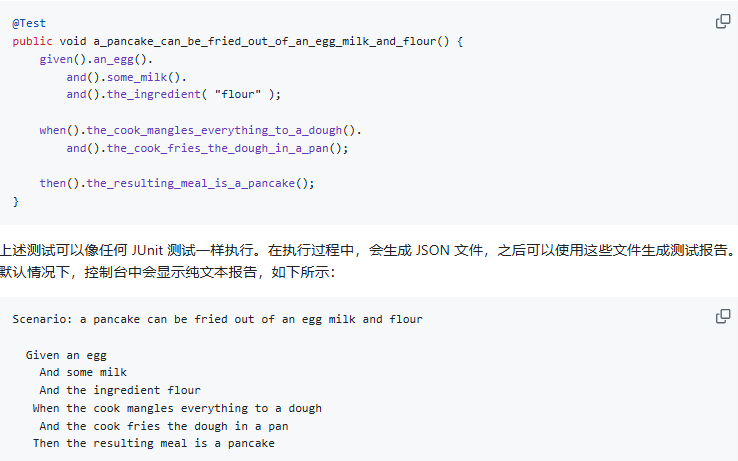 @Test
public void a_pancake_can_be_fried_out_of_an_egg_milk_and_flour() {
    given().an_egg().
        and().some_milk().
        and().the_ingredient( "flour" );

    when().the_cook_mangles_everything_to_a_dough().
        and().the_cook_fries_the_dough_in_a_pan();

    then().the_resulting_meal_is_a_pancake();
}
上述测试可以像任何 JUnit 测试一样执行。在执行过程中，会生成 JSON 文件，之后可以使用这些文件生成测试报告。
默认情况下，控制台中会显示纯文本报告，如下所示：
Scenario: a pancake can be fried out of an egg milk and flour

  Given an egg
    And some milk
    And the ingredient flour
   When the cook mangles everything to a dough
    And the cook fries the dough in a pan
   Then the resulting meal is a pancake